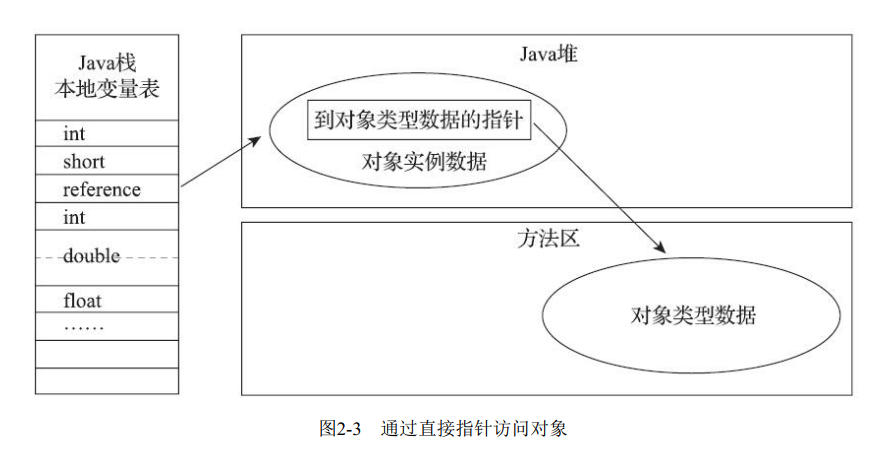 Java栈
本地变量表
int
short
reference
int
double
float
……
Java堆
到对象类型数据的指针
对象实例数据
方法区
对象类型数据
图2-3 通过直接指针访问对象